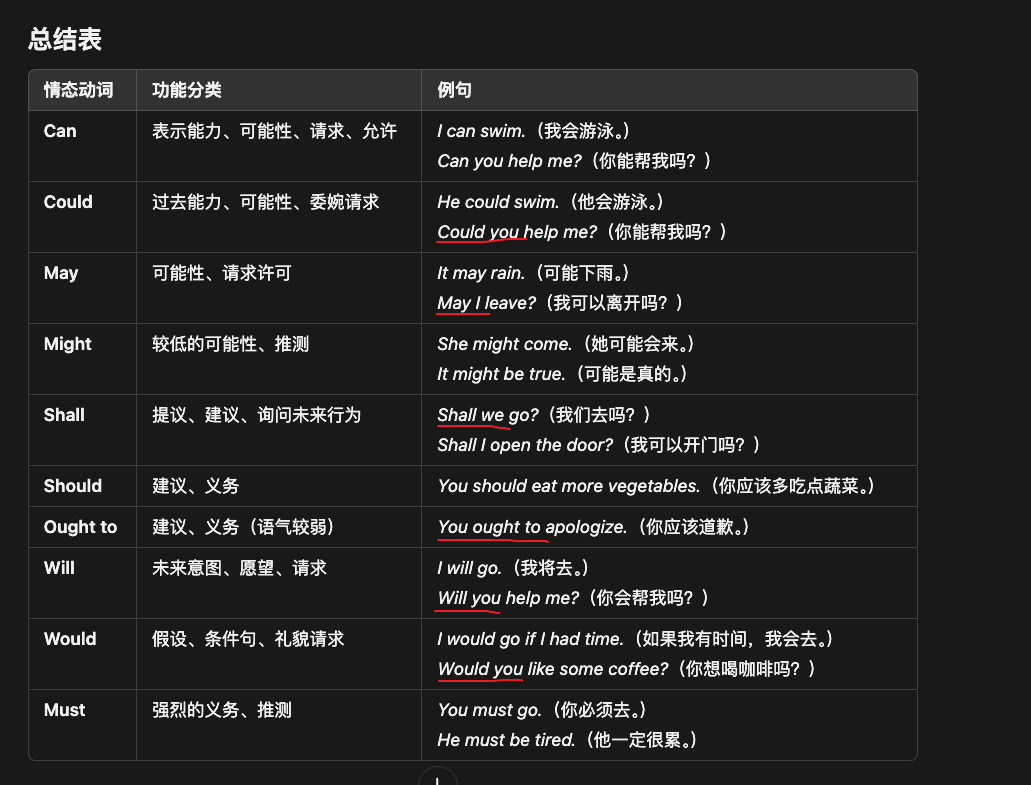 总结表
情态动词 功能分类 例句
Can 表示能力、可能性、请求、允许 I can swim.（我会游泳。）
Can you help me?（你能帮我吗？）
Could 过去能力、可能性、委婉请求 He could swim.（他会游泳。）
Could you help me?（你能帮我吗？）
May 可能性、请求许可 It may rain.（可能下雨。）
May I leave?（我可以离开吗？）
Might 较低的可能性、推测 She might come.（她可能会来。）
It might be true.（可能是真的。）
Shall 提议、建议、询问未来行为 Shall we go?（我们去吗？）
Shall I open the door?（我可以开门吗？）
Should 建议、义务 You should eat more vegetables.（你应该多吃点蔬菜。）
Ought to 建议、义务（语气较弱） You ought to apologize.（你应该道歉。）
Will 未来意图、愿望、请求 I will go.（我将去。）
Will you help me?（你会帮我吗？）
Would 假设、条件句、礼貌请求 I would go if I had time.（如果我有时间，我会去。）
Would you like some coffee?（你想喝咖啡吗？）
Must 强烈的义务、推测 You must go.（你必须去。）
He must be tired.（他一定很累。）